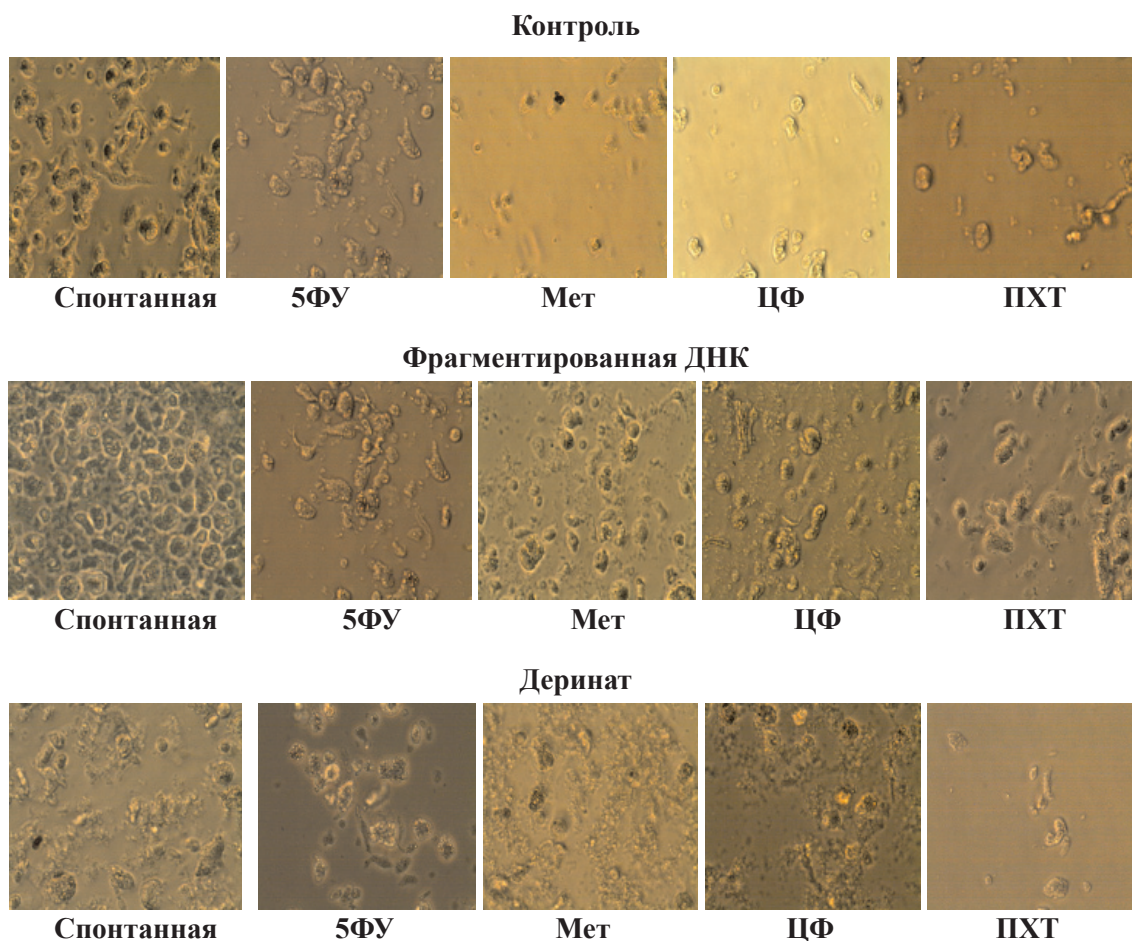 Контроль
Спонтанная 5ФУ Мет ЦФ ПХТ
Фрагментированная ДНК
Спонтанная 5ФУ Мет ЦФ ПХТ
Деринат
Спонтанная 5ФУ Мет ЦФ ПХТ